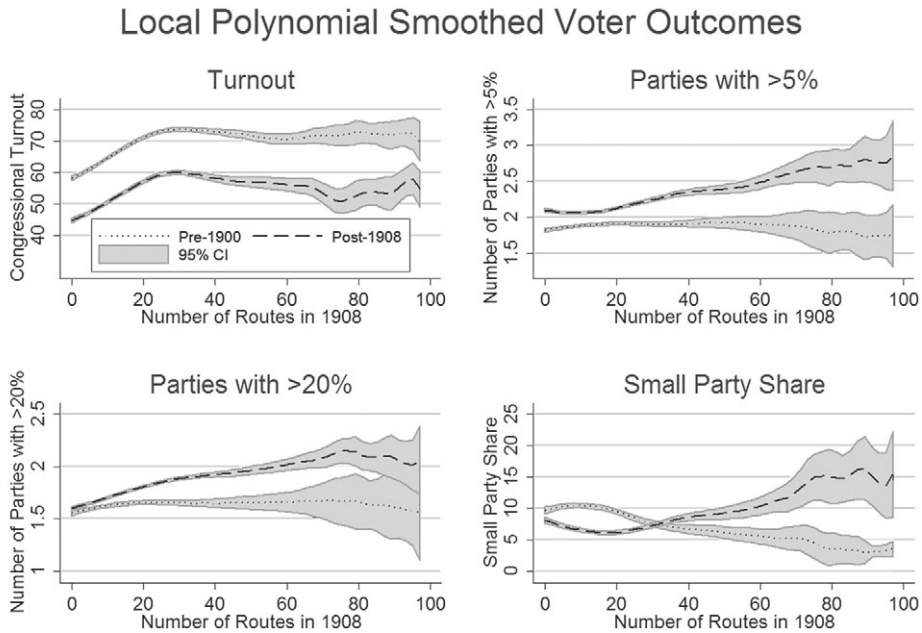 Local Polynomial Smoothed Voter Outcomes
Turnout
Congressional Turnout
80
70
60
50
40
Pre-1900
Post-1908
95% CI
0 20 40 60 80 100
Number of Routes in 1908
Parties with >5%
Number of Parties with >5%
3.5
3
2.5
2
1.5
0 20 40 60 80 100
Number of Routes in 1908
Parties with >20%
Number of Parties with >20%
2.5
2
1.5
1
0 20 40 60 80 100
Number of Routes in 1908
Small Party Share
Small Party Share
25
20
15
10
5
0
0 20 40 60 80 100
Number of Routes in 1908